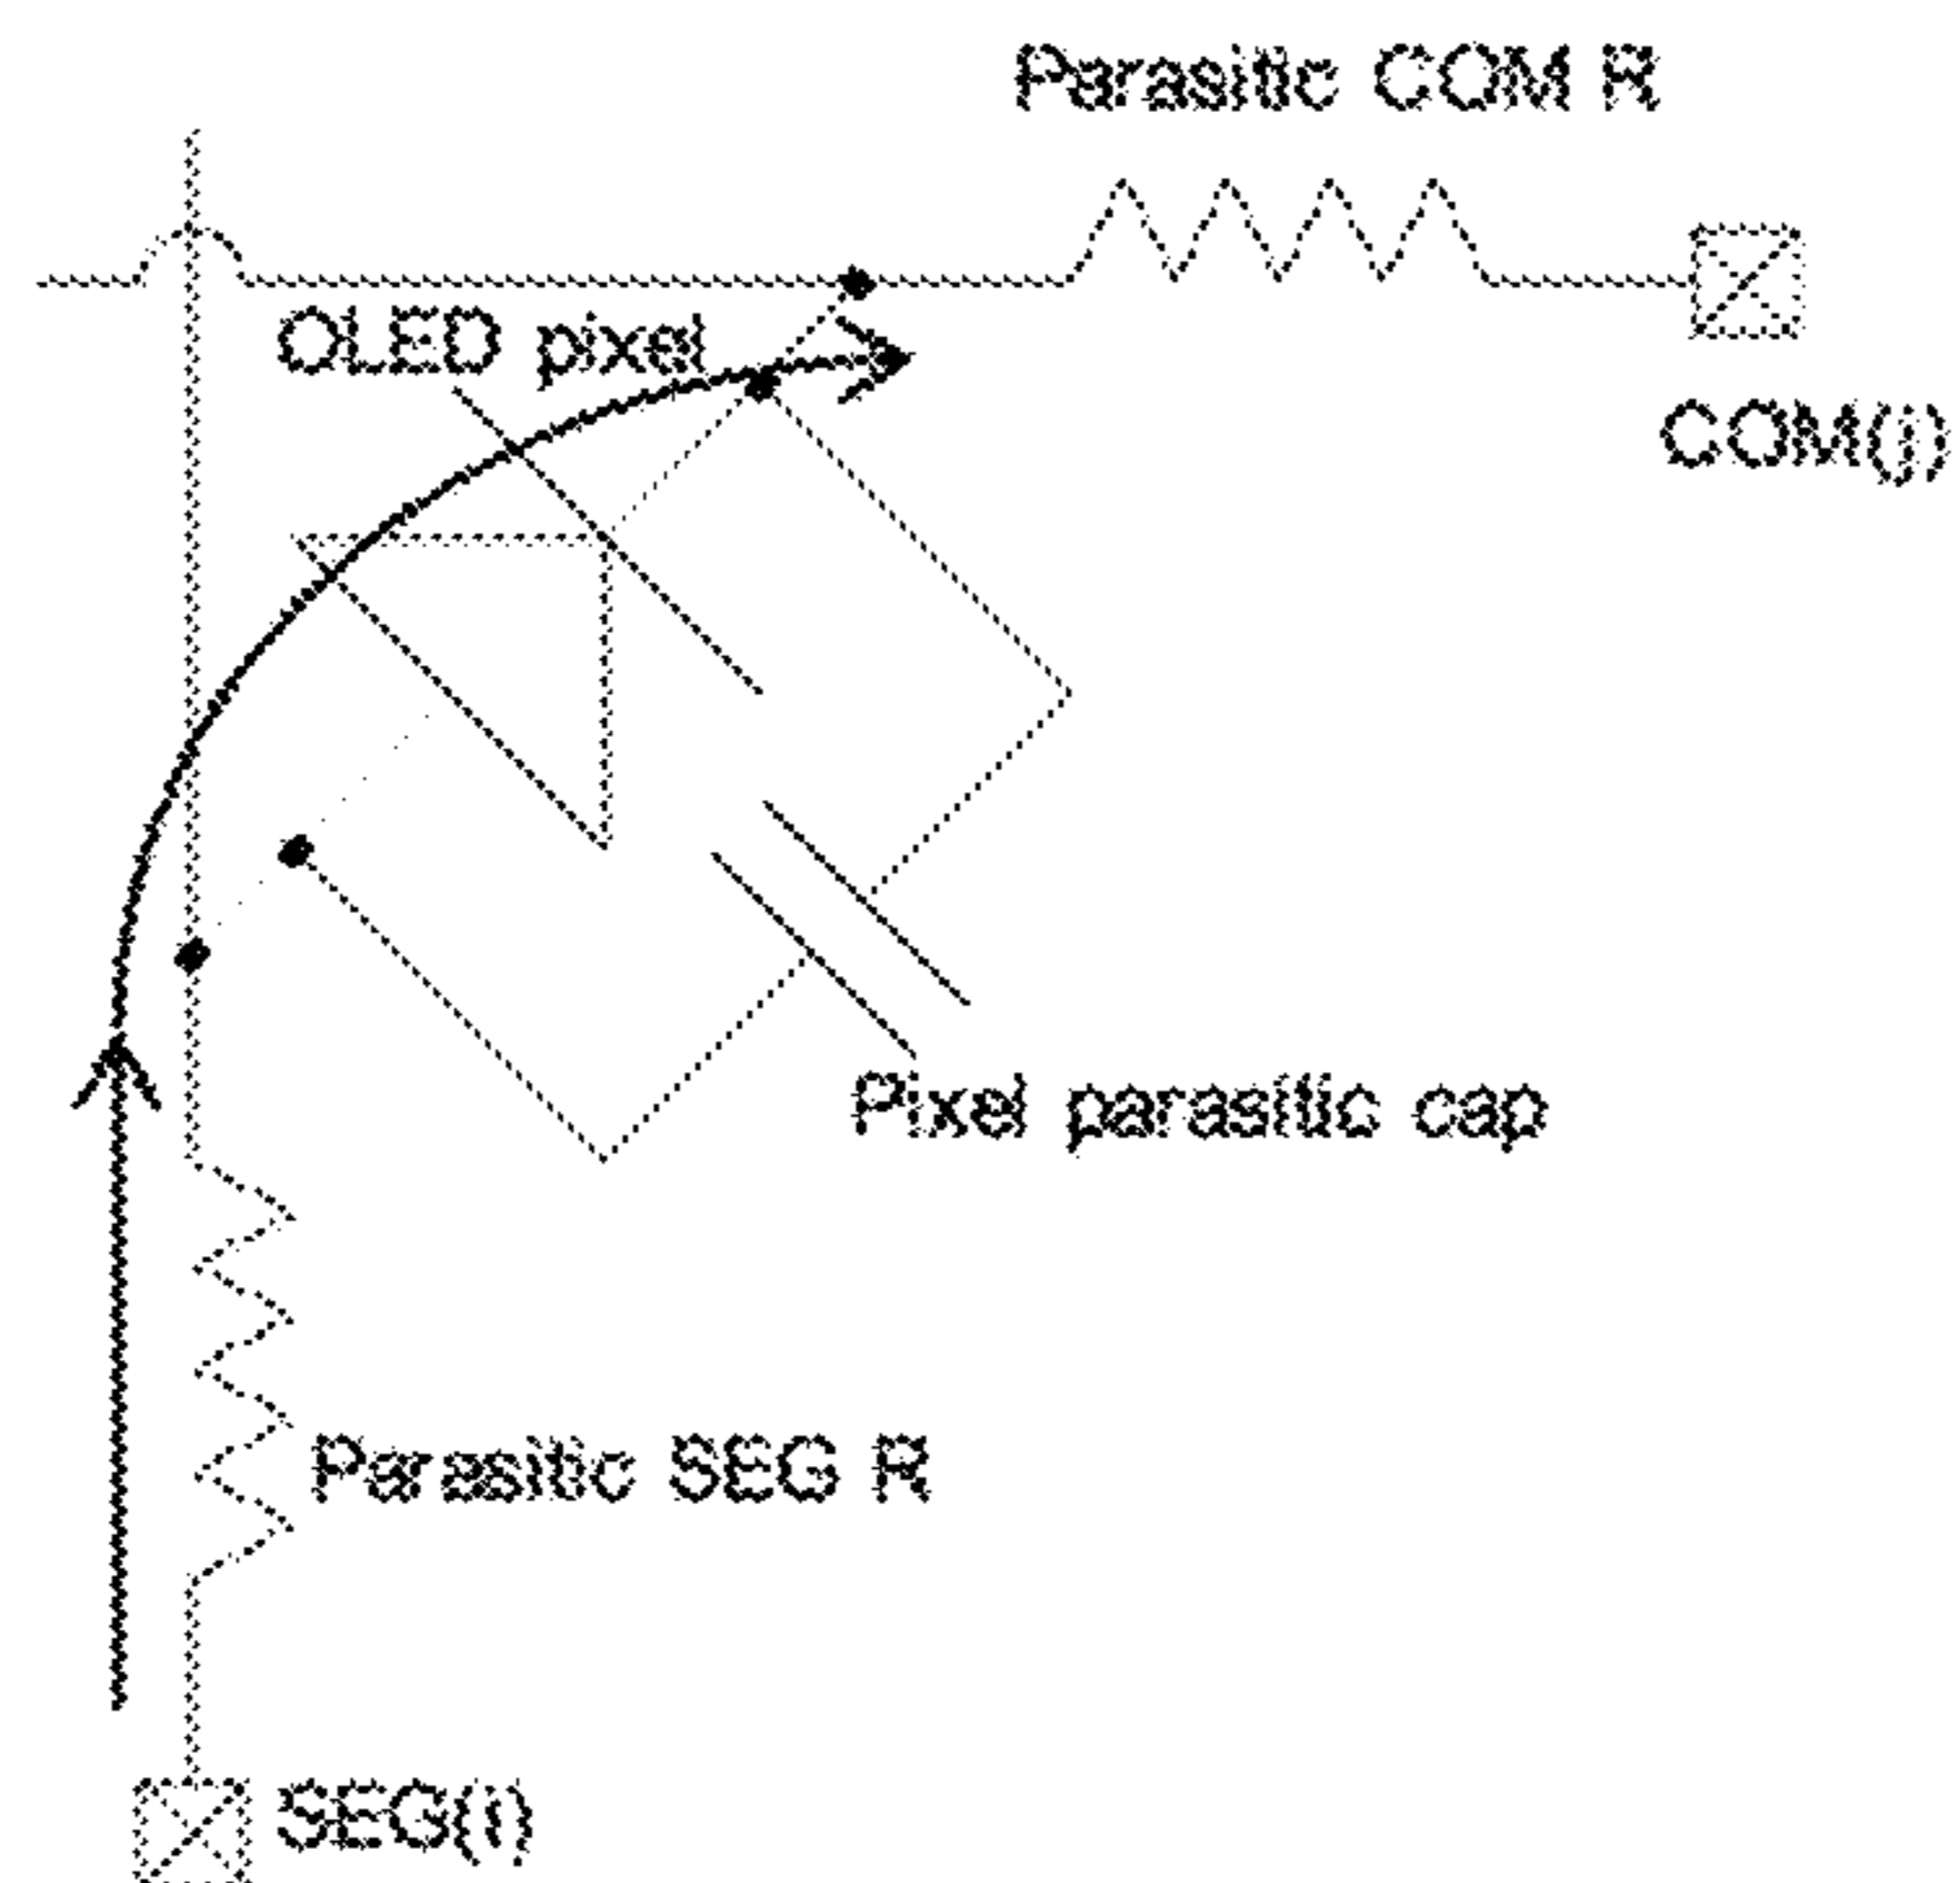 Parasitic COM R
OLED pixel
COM(j)
Pixel parasitic cap
Parasitic SEG R
SEG(i)